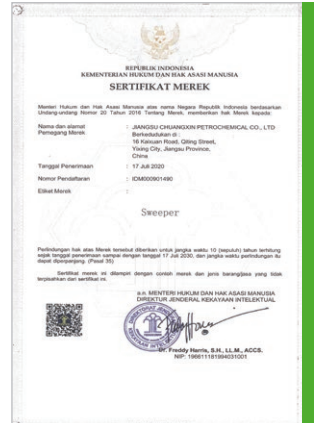 REPUBLIK INDONESIA
KEMENTERIAN HUKUM DAN HAK ASASI MANUSIA
SERTIFIKAT MEREK
Menteri Hukum dan Hak Asasi Manusia atas nama Negara Republik Indonesia berdasarkan
Undang-undang Nomor 20 Tahun 2016 Tentang Merek, memberikan hak Merek kepada:
Nama dan alamat Pemegang Merek : JIANGSU CHUANGXIN PETROCHEMICAL CO., LTD
Berkedudukan di :
16 Kaixuan Road, Qiting Street,
Yixing City, Jiangsu Province,
China
Tanggal Penerimaan : 17 Juli 2020
Nomor Pendaftaran : IDM000901490
Etiket Merek :
Sweeper
Perlindungan hak atas Merek tersebut diberikan untuk jangka waktu 10 (sepuluh) tahun terhitung
sejak tanggal penerimaan sampai dengan tanggal 17 Juli 2030, dan jangka waktu perlindungan itu
dapat diperpanjang. (Pasal 35)
Sertifikat merek ini dilampiri dengan contoh merek dan jenis barang/jasa yang tidak
terpisahkan dari sertifikat ini.
a.n. MENTERI HUKUM DAN HAK ASASI MANUSIA
DIREKTUR JENDERAL KEKAYAAN INTELEKTUAL
Dr. Freddy Harris, S.H., LL.M., ACCS.
NIP. 196611181994031001